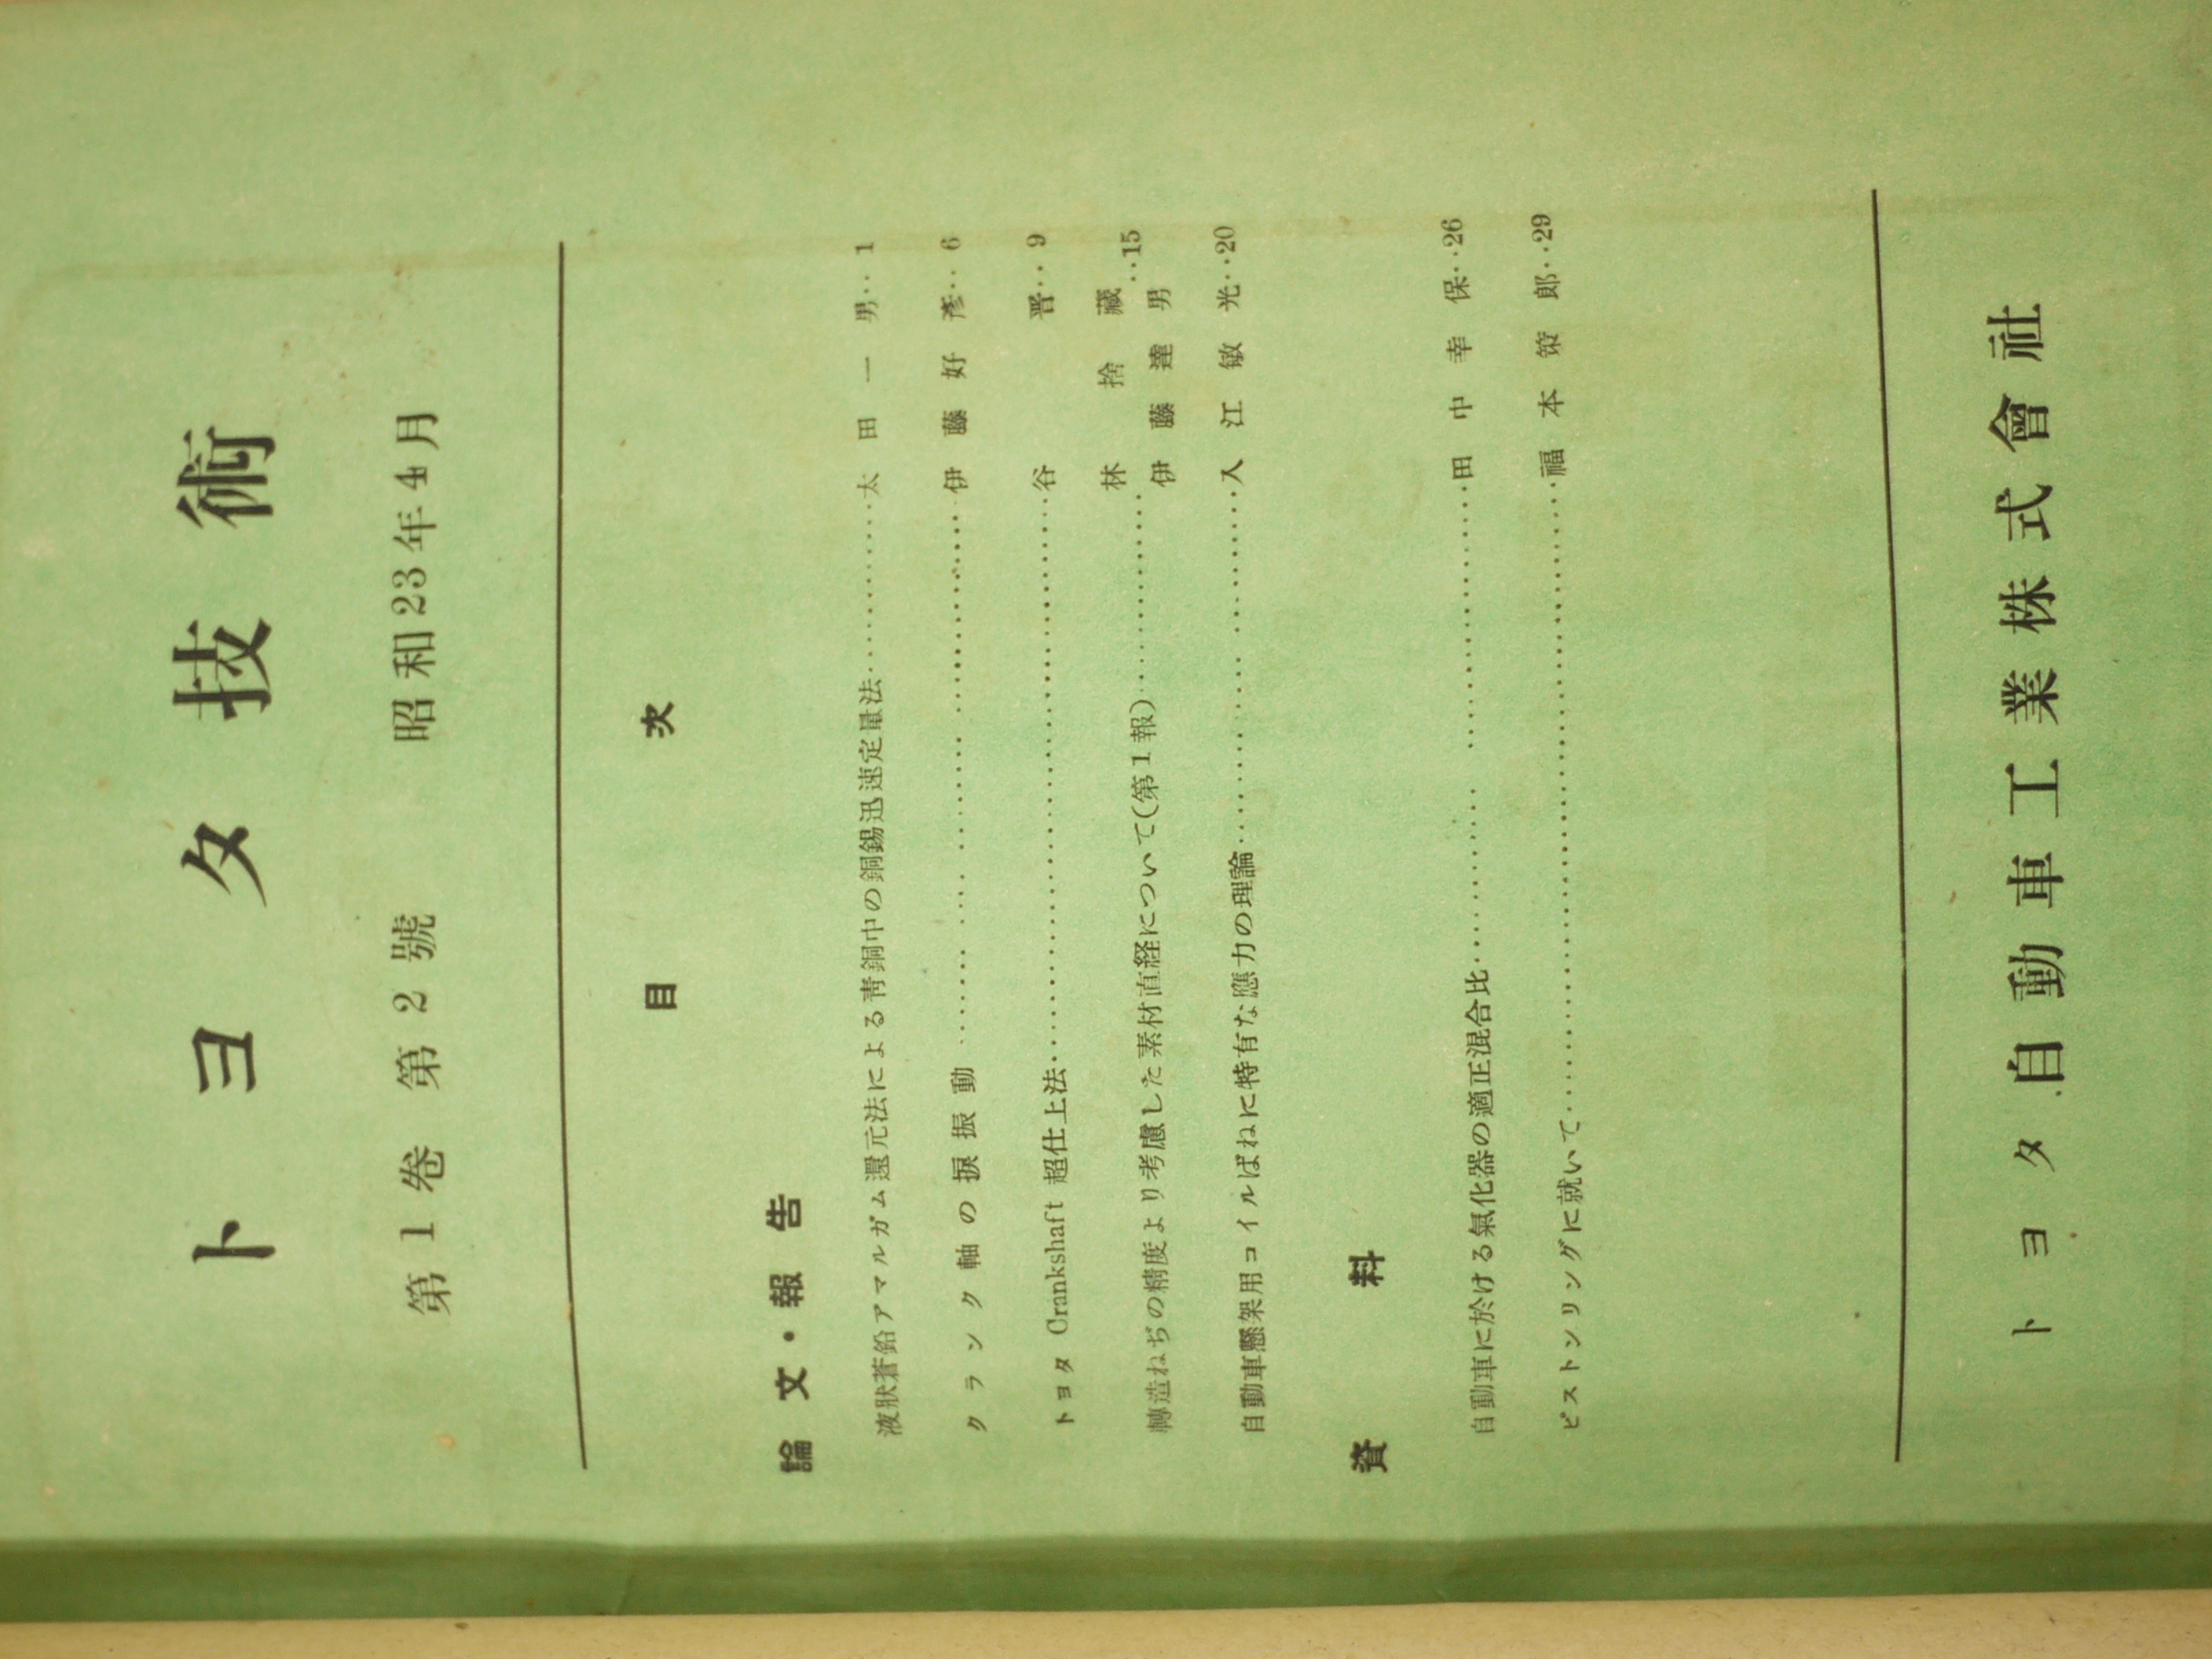 トヨタ技術
第1卷 第2號 昭和23年4月
目次
論文・報告
液狀蒼鉛アマルガム還元法による靑銅中の銅錫迅速定量法…………太田一男‥1
クランク軸の捩振動…………伊藤好彥‥6
トヨタ Crankshaft 超仕上法…………谷晋‥9
轉造ねぢの精度より考慮した素材直経について(第1報)…………林捨藏 伊藤達男‥15
自動車懸架用コイルばねに特有な應力の理論…………入江敏光‥20
資料
自動車に於ける氣化器の適正混合比…………田中幸保‥26
ピストンリングに就いて…………福本策郎‥29
トヨタ自動車工業株式會社